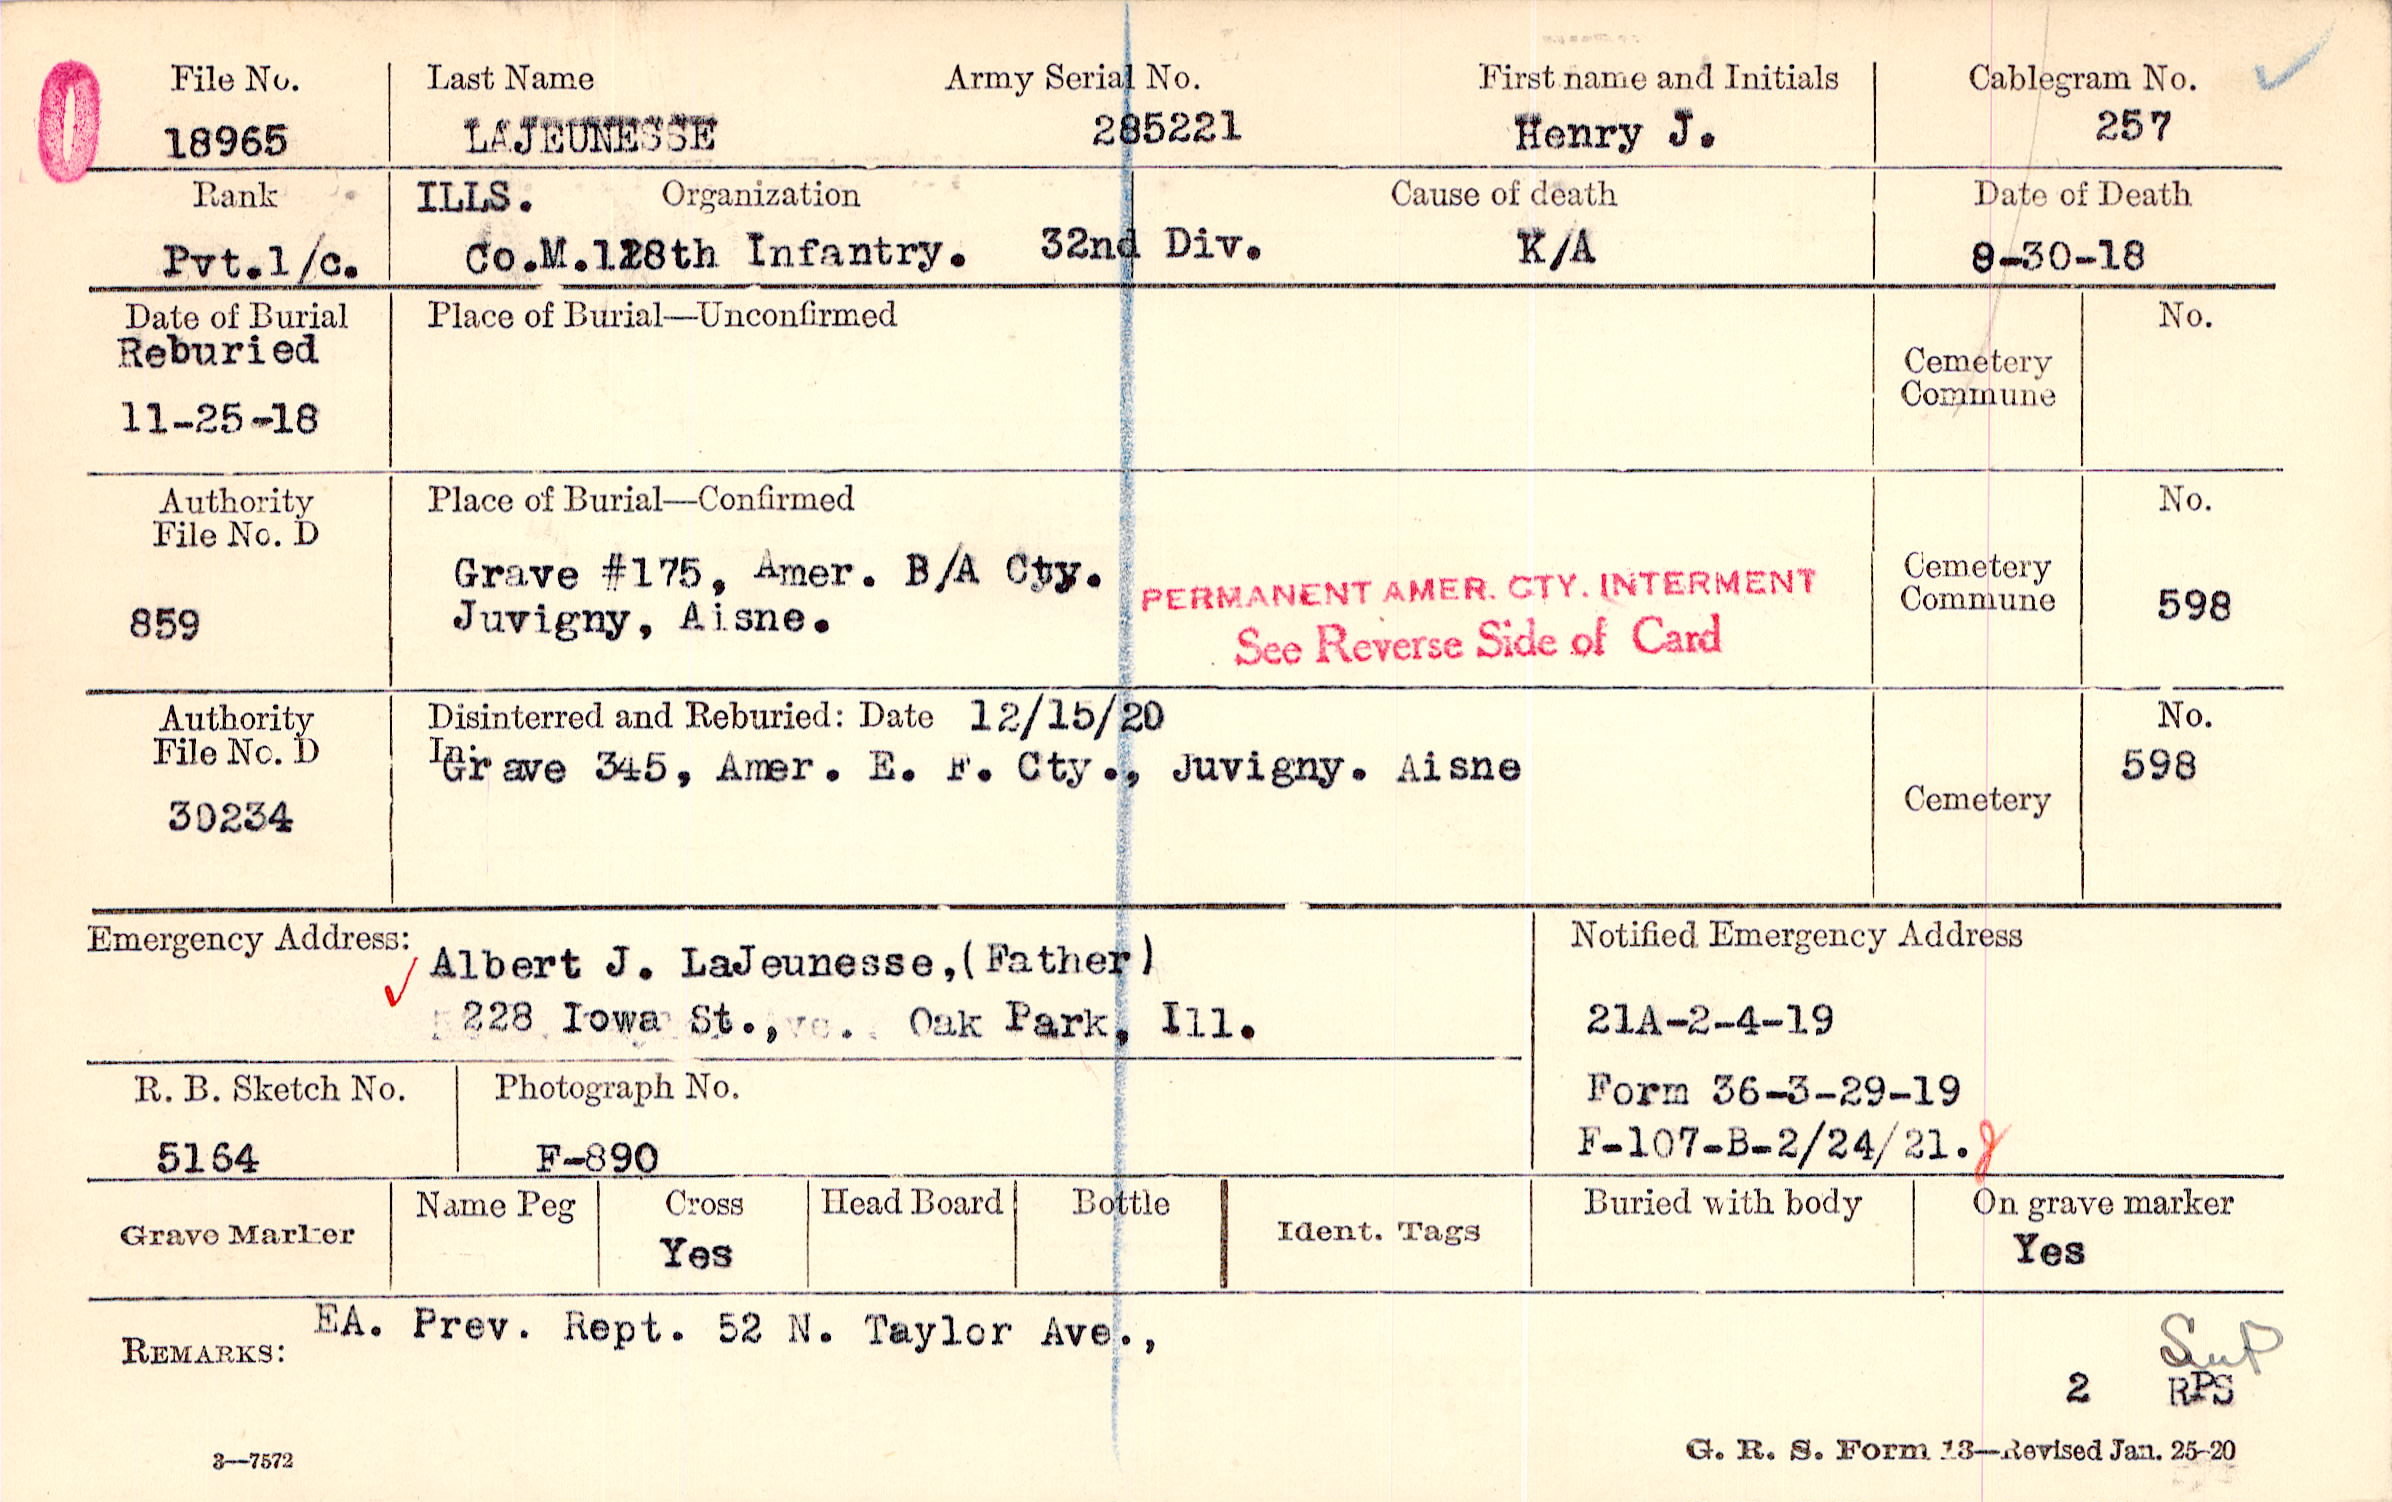 File No. Last Name Army Serial No. First name and Initials Cablegram No.
18965 LAJEUNESSE 285221 Henry J. 257
Rank ILLS. Organization Cause of death Date of Death
Pvt.1/c. Co.M.128th Infantry. 32nd Div. K/A 8-30-18
Date of Burial Place of Burial—Unconfirmed No.
Reburied
Cemetery
Commune
11-25-18
Authority Place of Burial—Confirmed No.
File No. D
Grave #175, Amer. B/A Cty. Cemetery
PERMANENT AMER. CTY. INTERMENT Commune
859 Juvigny, Aisne. 598
See Reverse Side of Card
Authority Disinterred and Reburied: Date 12/15/20 No.
File No. D In:
Grave 345, Amer. E. F. Cty., Juvigny. Aisne 598
Cemetery
30234
Emergency Address: Notified Emergency Address
Albert J. LaJeunesse,(Father)
228 Iowa St., Oak Park, Ill. 21A-2-4-19
R. B. Sketch No. Photograph No. Form 36-3-29-19
5164 F-890 F-107-B-2/24/21.
Grave Marker Name Peg Cross Head Board Bottle Ident. Tags Buried with body On grave marker
Yes Yes
EA. Prev. Rept. 52 N. Taylor Ave.,
REMARKS:
2 RPS
3—7572 G. R. S. Form 13—Revised Jan. 25-20